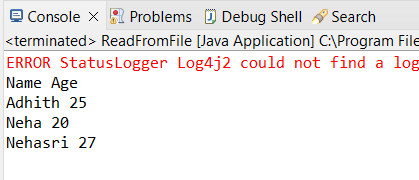 Console Problems Debug Shell Search
<terminated> ReadFromFile [Java Application] C:\Program File
ERROR StatusLogger Log4j2 could not find a log
Name Age
Adhith 25
Neha 20
Nehasri 27